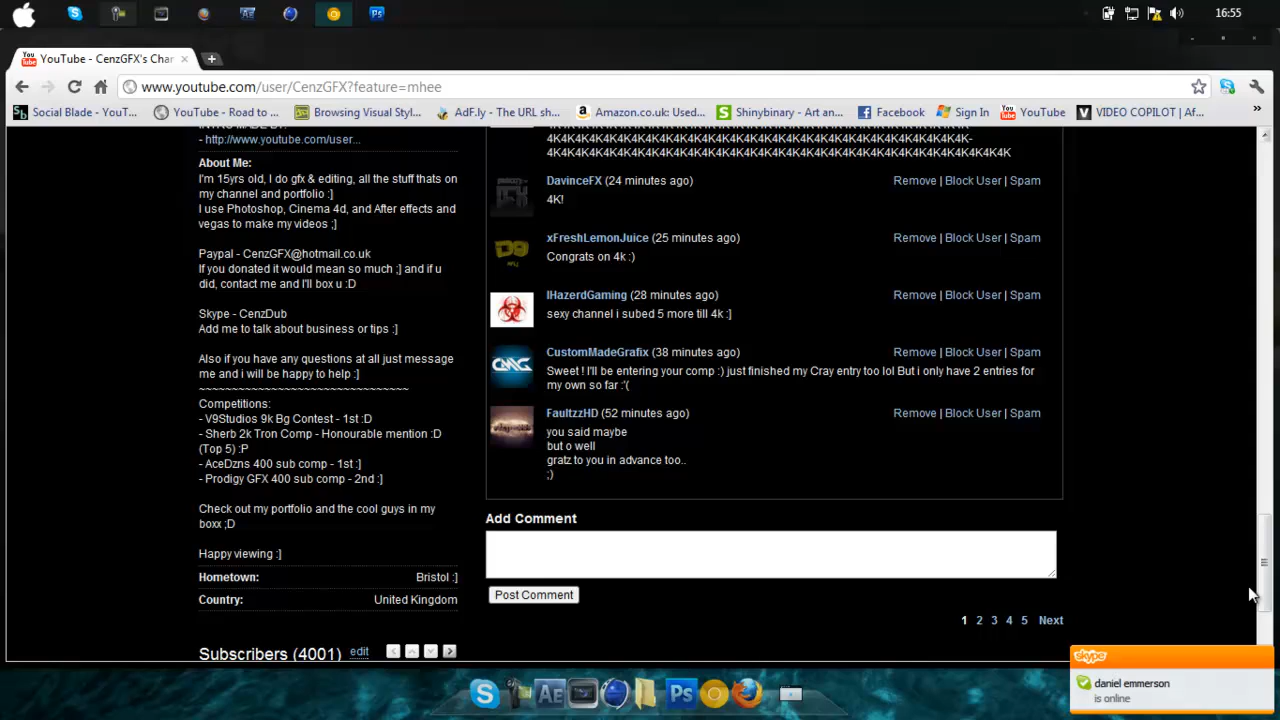 16:55
YouTube - CenzGFX's Char
www.youtube.com/user/CenzGFX?feature=mhee
Social Blade - YouT...
YouTube - Road to ...
Browsing Visual Styl...
AdF.ly - The URL sh...
Amazon.co.uk: Used...
Shinybinary - Art an...
Facebook
Sign In
YouTube
VIDEO COPILOT | Af...
- http://www.youtube.com/user...
About Me:
I'm 15yrs old, I do gfx & editing, all the stuff thats on
my channel and portfolio :]
I use Photoshop, Cinema 4d, and After effects and
vegas to make my videos ;]
Paypal - CenzGFX@hotmail.co.uk
If you donated it would mean so much ;] and if u
did, contact me and I'll box u :D
Skype - CenzDub
Add me to talk about business or tips :]
Also if you have any questions at all just message
me and i will be happy to help :]
~~~~~~~~~~~~~~~~~~~~~~~~~~~~~~
Competitions:
- V9Studios 9k Bg Contest - 1st :D
- Sherb 2k Tron Comp - Honourable mention :D
(Top 5) :P
- AceDzns 400 sub comp - 1st :]
- Prodigy GFX 400 sub comp - 2nd :]
Check out my portfolio and the cool guys in my
boxx ;D
Happy viewing :]
Hometown: Bristol :]
Country: United Kingdom
Subscribers (4001) edit
4K4K4K4K4K4K4K4K4K4K4K4K4K4K4K4K4K4K4K4K4K4K4K4K4K4K4K4K-
4K4K4K4K4K4K4K4K4K4K4K4K4K4K4K4K4K4K4K4K4K4K4K4K4K4K4K4K4K4K4K
DavinceFX (24 minutes ago) Remove | Block User | Spam
4K!
xFreshLemonJuice (25 minutes ago) Remove | Block User | Spam
Congrats on 4k :)
IHazerdGaming (28 minutes ago) Remove | Block User | Spam
sexy channel i subed 5 more till 4k :]
CustomMadeGrafix (38 minutes ago) Remove | Block User | Spam
Sweet ! I'll be entering your comp :) just finished my Cray entry too lol But i only have 2 entries for
my own so far :'(
FaultzzHD (52 minutes ago) Remove | Block User | Spam
you said maybe
but o well
gratz to you in advance too..
;)
Add Comment
Post Comment
1 2 3 4 5 Next
skype
daniel emmerson
is online
Ae
Ps